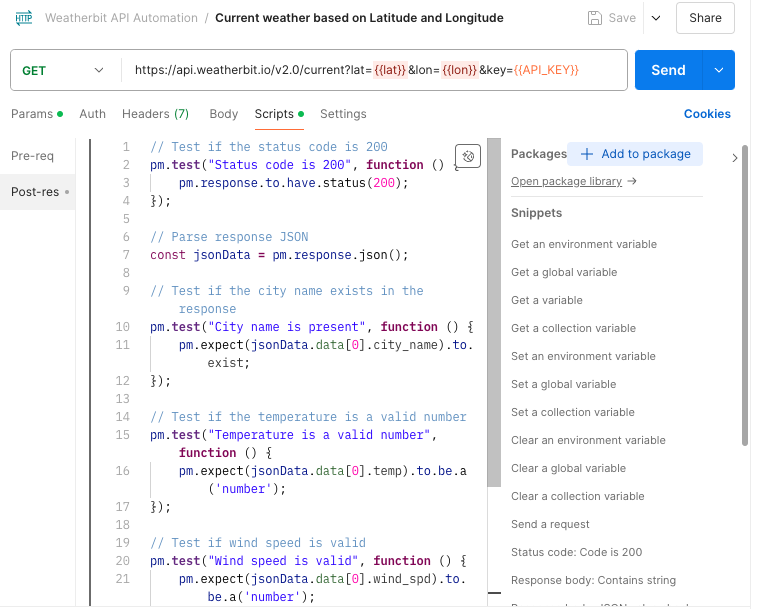 HTTP Weatherbit API Automation / Current weather based on Latitude and Longitude Save Share
GET https://api.weatherbit.io/v2.0/current?lat={{lat}}&lon={{lon}}&key={{API_KEY}} Send
Params Auth Headers (7) Body Scripts Settings Cookies
Pre-req
Post-res
1 // Test if the status code is 200
2 pm.test("Status code is 200", function () {
3 pm.response.to.have.status(200);
4 });
5
6 // Parse response JSON
7 const jsonData = pm.response.json();
8
9 // Test if the city name exists in the
response
10 pm.test("City name is present", function () {
11 pm.expect(jsonData.data[0].city_name).to.
exist;
12 });
13
14 // Test if the temperature is a valid number
15 pm.test("Temperature is a valid number",
function () {
16 pm.expect(jsonData.data[0].temp).to.be.a
('number');
17 });
18
19 // Test if wind speed is valid
20 pm.test("Wind speed is valid", function () {
21 pm.expect(jsonData.data[0].wind_spd).to.
be.a('number');
Packages + Add to package
Open package library →
Snippets
Get an environment variable
Get a global variable
Get a variable
Get a collection variable
Set an environment variable
Set a global variable
Set a collection variable
Clear an environment variable
Clear a global variable
Clear a collection variable
Send a request
Status code: Code is 200
Response body: Contains string